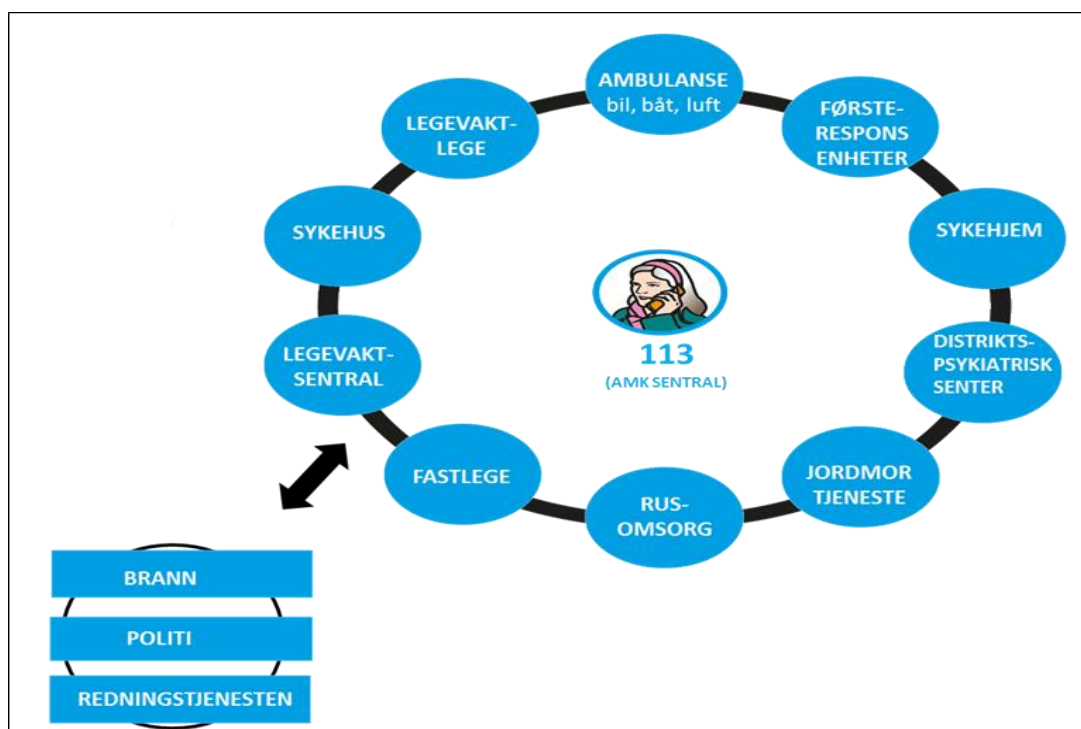 AMBULANSE
bil, båt, luft
FØRSTE-
RESPONS
ENHETER
SYKEHJEM
DISTRIKTS-
PSYKIATRISK
SENTER
JORDMOR
TJENESTE
RUS-
OMSORG
FASTLEGE
LEGEVAKT-
SENTRAL
SYKEHUS
LEGEVAKT-
LEGE
113
(AMK SENTRAL)
BRANN
POLITI
REDNINGSTJENESTEN